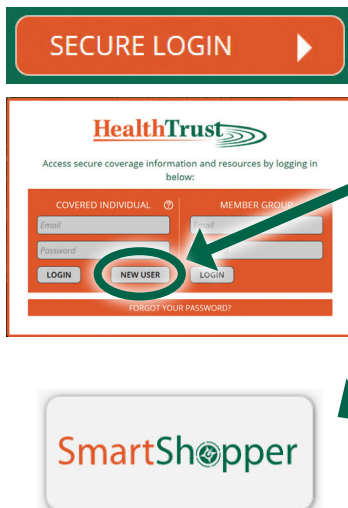 SECURE LOGIN
HealthTrust
Access secure coverage information and resources by logging in
below:
COVERED INDIVIDUAL ? MEMBER GROUP
Email Email
Password
LOGIN NEW USER LOGIN
FORGOT YOUR PASSWORD?
SmartShopper